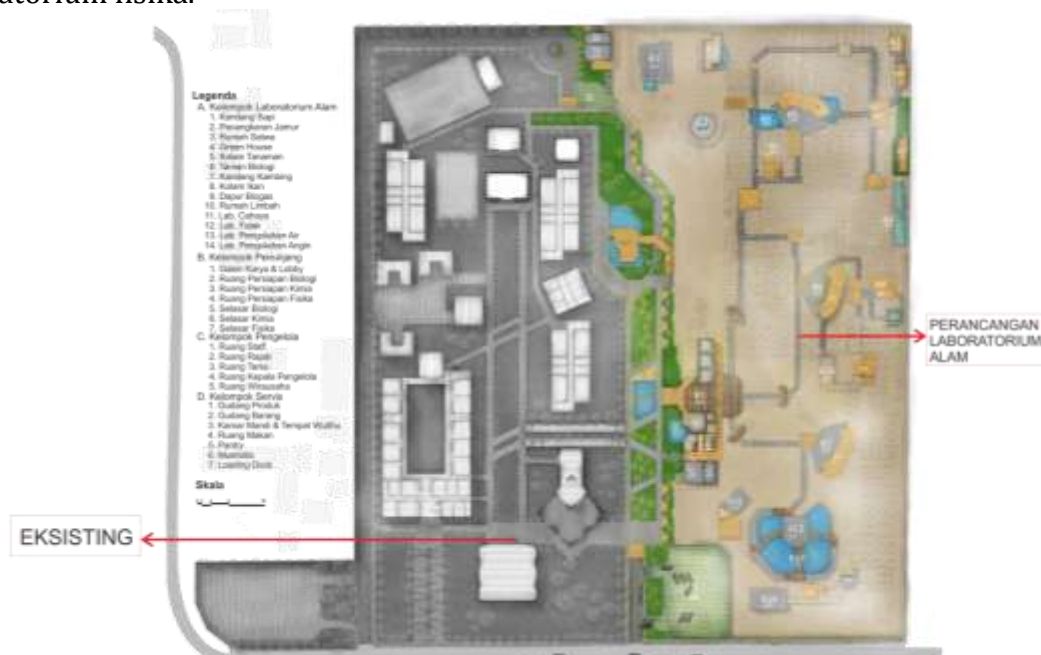 atorium fisika.
Legenda
A. Kelompok Laboratorium Alam
1. Kandang Sapi
2. Penangkaran Jamur
3. Rumah Satwa
4. Green House
5. Kolam Tanaman
6. Taman Biologi
7. Kandang Kambing
8. Kolam Ikan
9. Dapur Biogas
10. Rumah Limbah
11. Lab. Cahaya
12. Lab.
13. Lab. Pengolahan Air
14. Lab. Pengolahan Angin
B. Kelompok Penunjang
1. Galeri Karya & Lobby
2. Ruang Persiapan Biologi
3. Ruang Persiapan Kimia
4. Ruang Persiapan Fisika
5. Selasar Biologi
6. Selasar Kimia
7. Selasar Fisika
C. Kelompok Pengelola
1. Ruang Staff
2. Ruang Rapat
3. Ruang Tamu
4. Ruang Kepala Pengelola
5. Ruang Wirausaha
D. Kelompok Servis
1. Gudang Produk
2. Gudang Barang
3. Kamar Mandi & Tempat Wudhu
4. Ruang Makan
5. Pantry
6. Musholla
7. Loading Dock
Skala
EKSISTING
PERANCANGAN
LABORATORIUM
ALAM